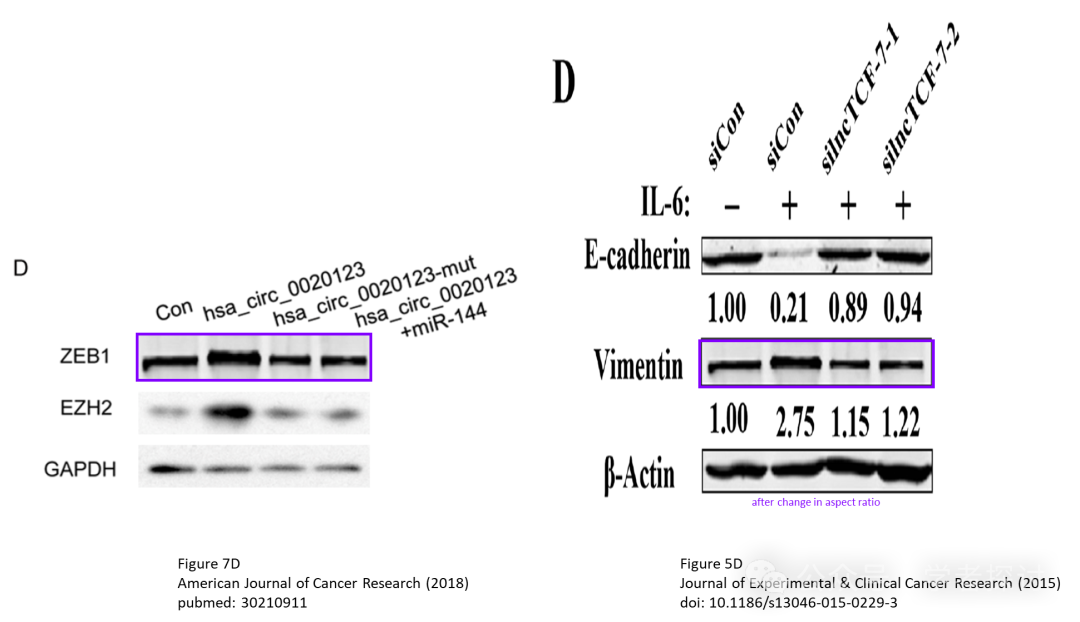 D
Con
hsa_circ_0020123
hsa_circ_0020123-mut
hsa_circ_0020123
+miR-144
ZEB1
EZH2
GAPDH
Figure 7D
American Journal of Cancer Research (2018)
pubmed: 30210911
D
siCon
siCon
silncTCF-7-1
silncTCF-7-2
IL-6: − + + +
E-cadherin
1.00 0.21 0.89 0.94
Vimentin
1.00 2.75 1.15 1.22
β-Actin
after change in aspect ratio
Figure 5D
Journal of Experimental & Clinical Cancer Research (2015)
doi: 10.1186/s13046-015-0229-3